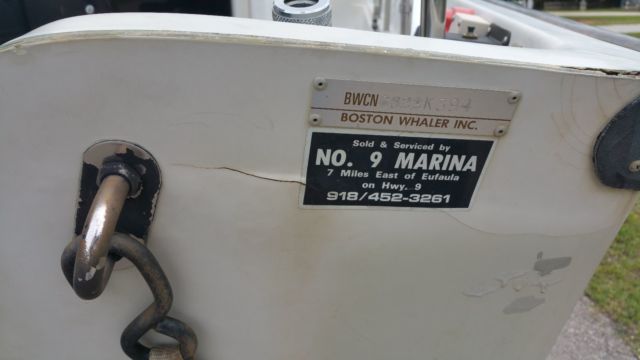 BWCN
BOSTON WHALER INC.
Sold & Serviced by
NO. 9 MARINA
7 Miles East of Eufaula
on Hwy. 9
918/452-3261